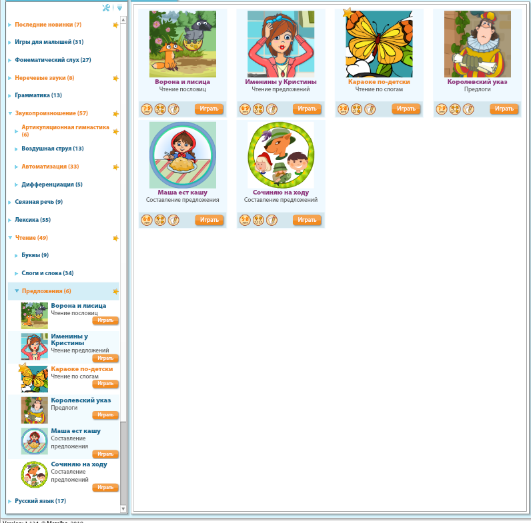 Последние новинки (7)
Игры для малышей (31)
Фонематический слух (27)
Неречевые звуки (9)
Грамматика (13)
Звукопроизношение (57)
Артикуляционная гимнастика
(6)
Воздушная струя (13)
Автоматизация (33)
Дифференциация (5)
Связная речь (9)
Лексика (55)
Чтение (49)
Буквы (9)
Слоги и слова (34)
Предложения (6)
Ворона и лисица
Чтение пословиц
Играть
Именины у
Кристины
Чтение предложений
Играть
Караоке по-детски
Чтение по слогам
Играть
Королевский указ
Предлоги
Играть
Маша ест кашу
Составление
предложения
Играть
Сочиняю на ходу
Составление
предложений
Играть
Русский язык (17)
Ворона и лисица
Чтение пословиц
Играть
Именины у Кристины
Чтение предложений
Играть
Караоке по-детски
Чтение по слогам
Играть
Королевский указ
Предлоги
Играть
Маша ест кашу
Составление предложения
Играть
Сочиняю на ходу
Составление предложений
Играть